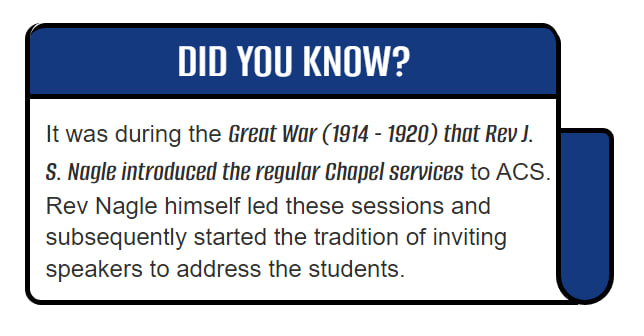 DID YOU KNOW?
It was during the Great War (1914 - 1920) that Rev J.
S. Nagle introduced the regular Chapel services to ACS.
Rev Nagle himself led these sessions and
subsequently started the tradition of inviting
speakers to address the students.